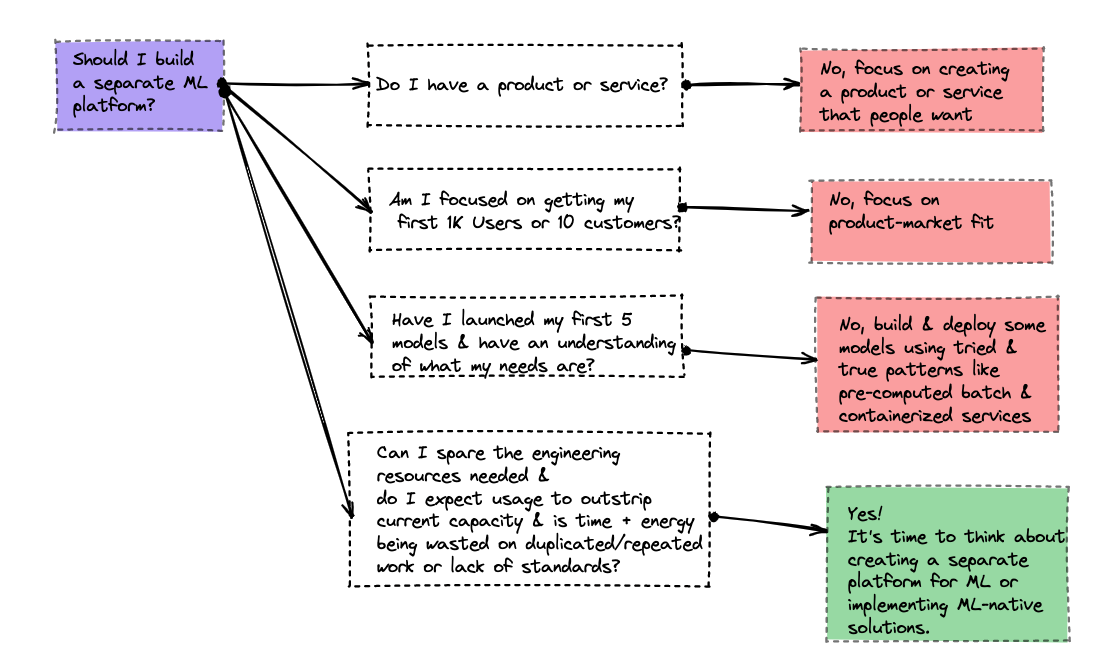 Should I build
a separate ML
platform?
Do I have a product or service?
No, focus on creating
a product or service
that people want
Am I focused on getting my
first 1K Users or 10 customers?
No, focus on
product-market fit
Have I launched my first 5
models & have an understanding
of what my needs are?
No, build & deploy some
models using tried &
true patterns like
pre-computed batch &
containerized services
Can I spare the engineering
resources needed &
do I expect usage to outstrip
current capacity & is time + energy
being wasted on duplicated/repeated
work or lack of standards?
Yes!
It's time to think about
creating a separate
platform for ML or
implementing ML-native
solutions.